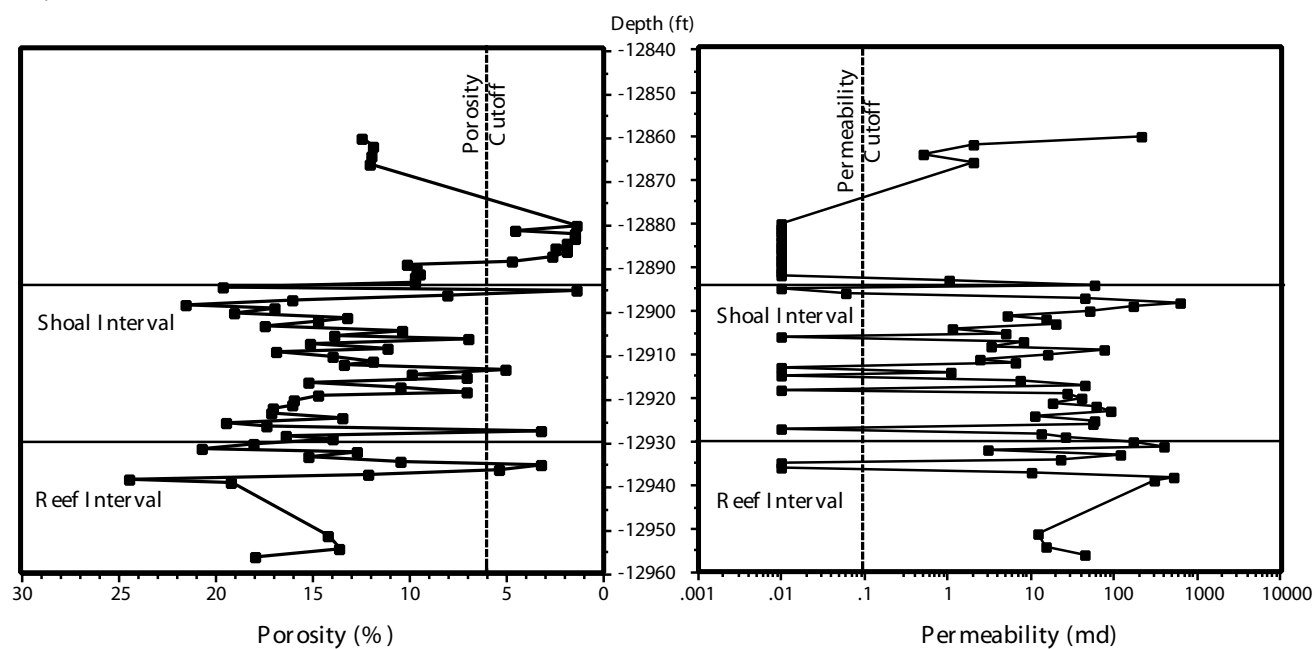 Depth (ft)
-12840
-12850
-12860
-12870
-12880
-12890
-12900
-12910
-12920
-12930
-12940
-12950
-12960
Porosity
Cutoff
Shoal Interval
Reef Interval
30 25 20 15 10 5 0
Porosity (%)
Permeability
Cutoff
Shoal Interval
Reef Interval
.001 .01 .1 1 10 100 1000 10000
Permeability (md)